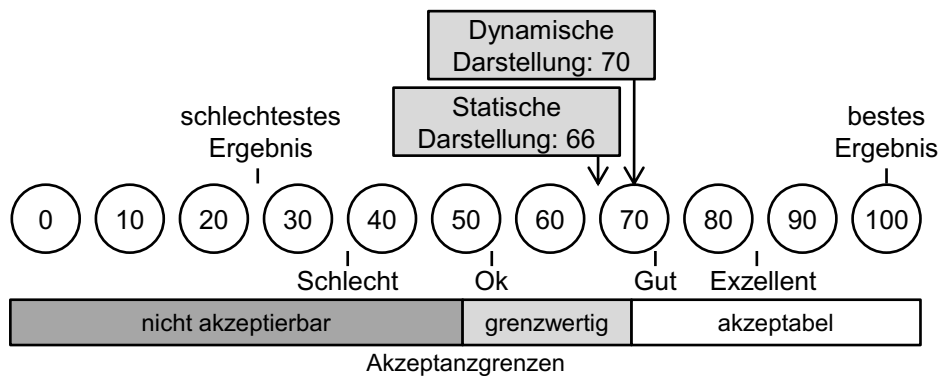 Dynamische
Darstellung: 70
Statische
Darstellung: 66
schlechtestes
Ergebnis
bestes
Ergebnis
0 10 20 30 40 50 60 70 80 90 100
Schlecht Ok Gut Exzellent
nicht akzeptierbar grenzwertig akzeptabel
Akzeptanzgrenzen